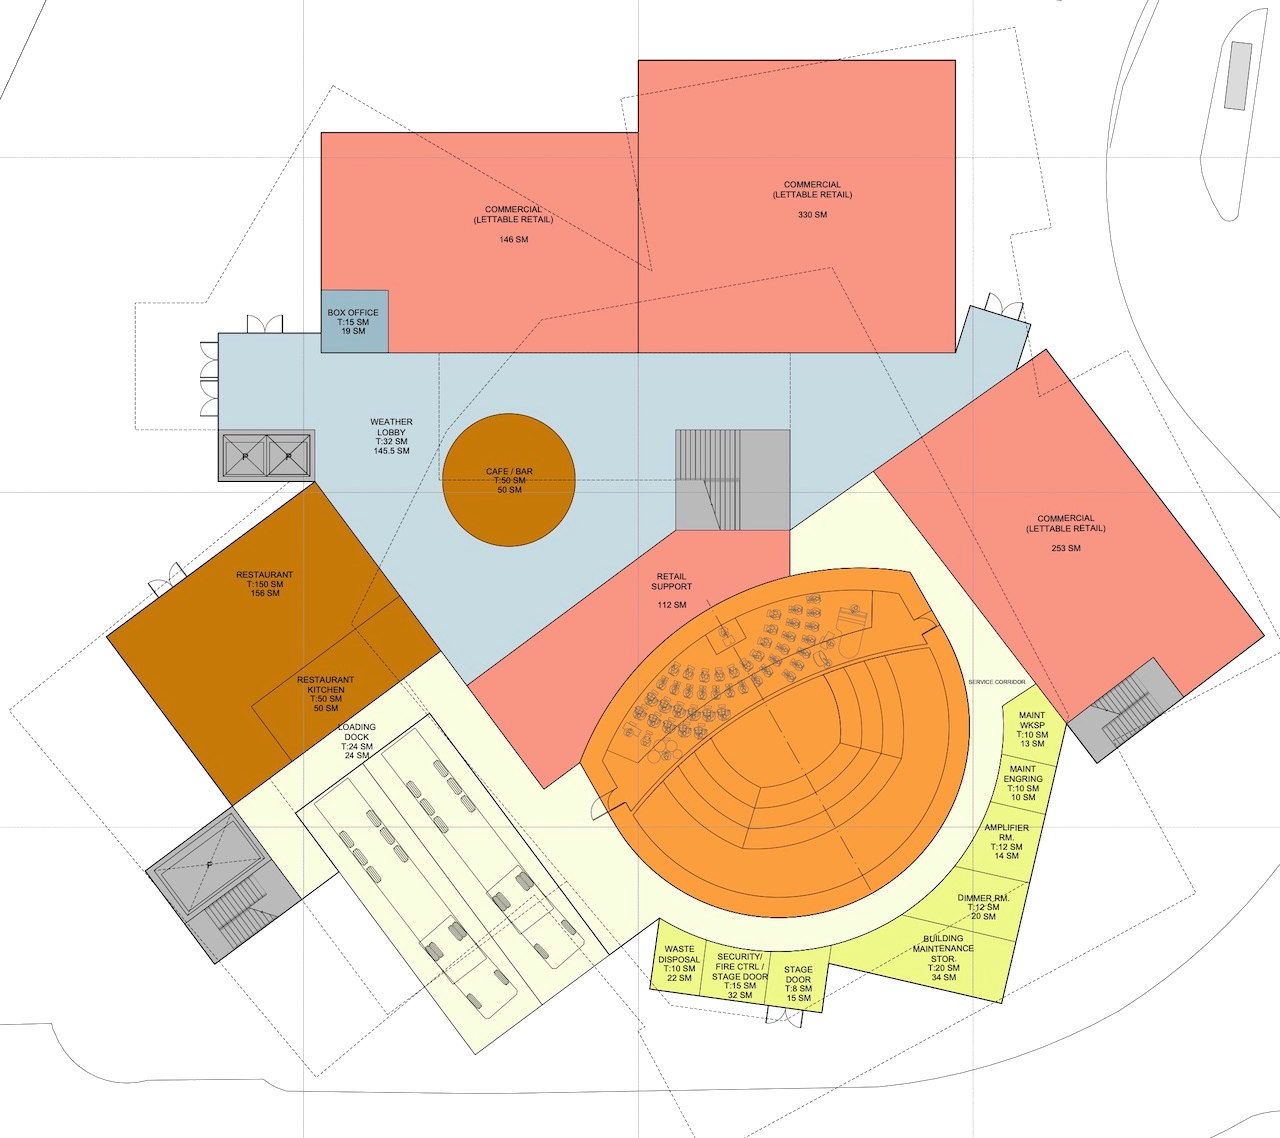 COMMERCIAL
(LETTABLE RETAIL)
330 SM
COMMERCIAL
(LETTABLE RETAIL)
146 SM
BOX OFFICE
T:15 SM
19 SM
WEATHER
LOBBY
T:32 SM
145.5 SM
P
P
CAFE / BAR
T:50 SM
50 SM
COMMERCIAL
(LETTABLE RETAIL)
253 SM
RESTAURANT
T:150 SM
156 SM
RETAIL
SUPPORT
112 SM
RESTAURANT
KITCHEN
T:50 SM
50 SM
SERVICE CORRIDOR
LOADING
DOCK
T:24 SM
24 SM
MAINT
WKSP
T:10 SM
13 SM
MAINT
ENGRING
T:10 SM
10 SM
AMPLIFIER
RM.
T:12 SM
14 SM
F
DIMMER RM.
T:12 SM
20 SM
BUILDING
MAINTENANCE
STOR.
T:20 SM
34 SM
WASTE
DISPOSAL
T:10 SM
22 SM
SECURITY/
FIRE CTRL /
STAGE DOOR
T:15 SM
32 SM
STAGE
DOOR
T:8 SM
15 SM